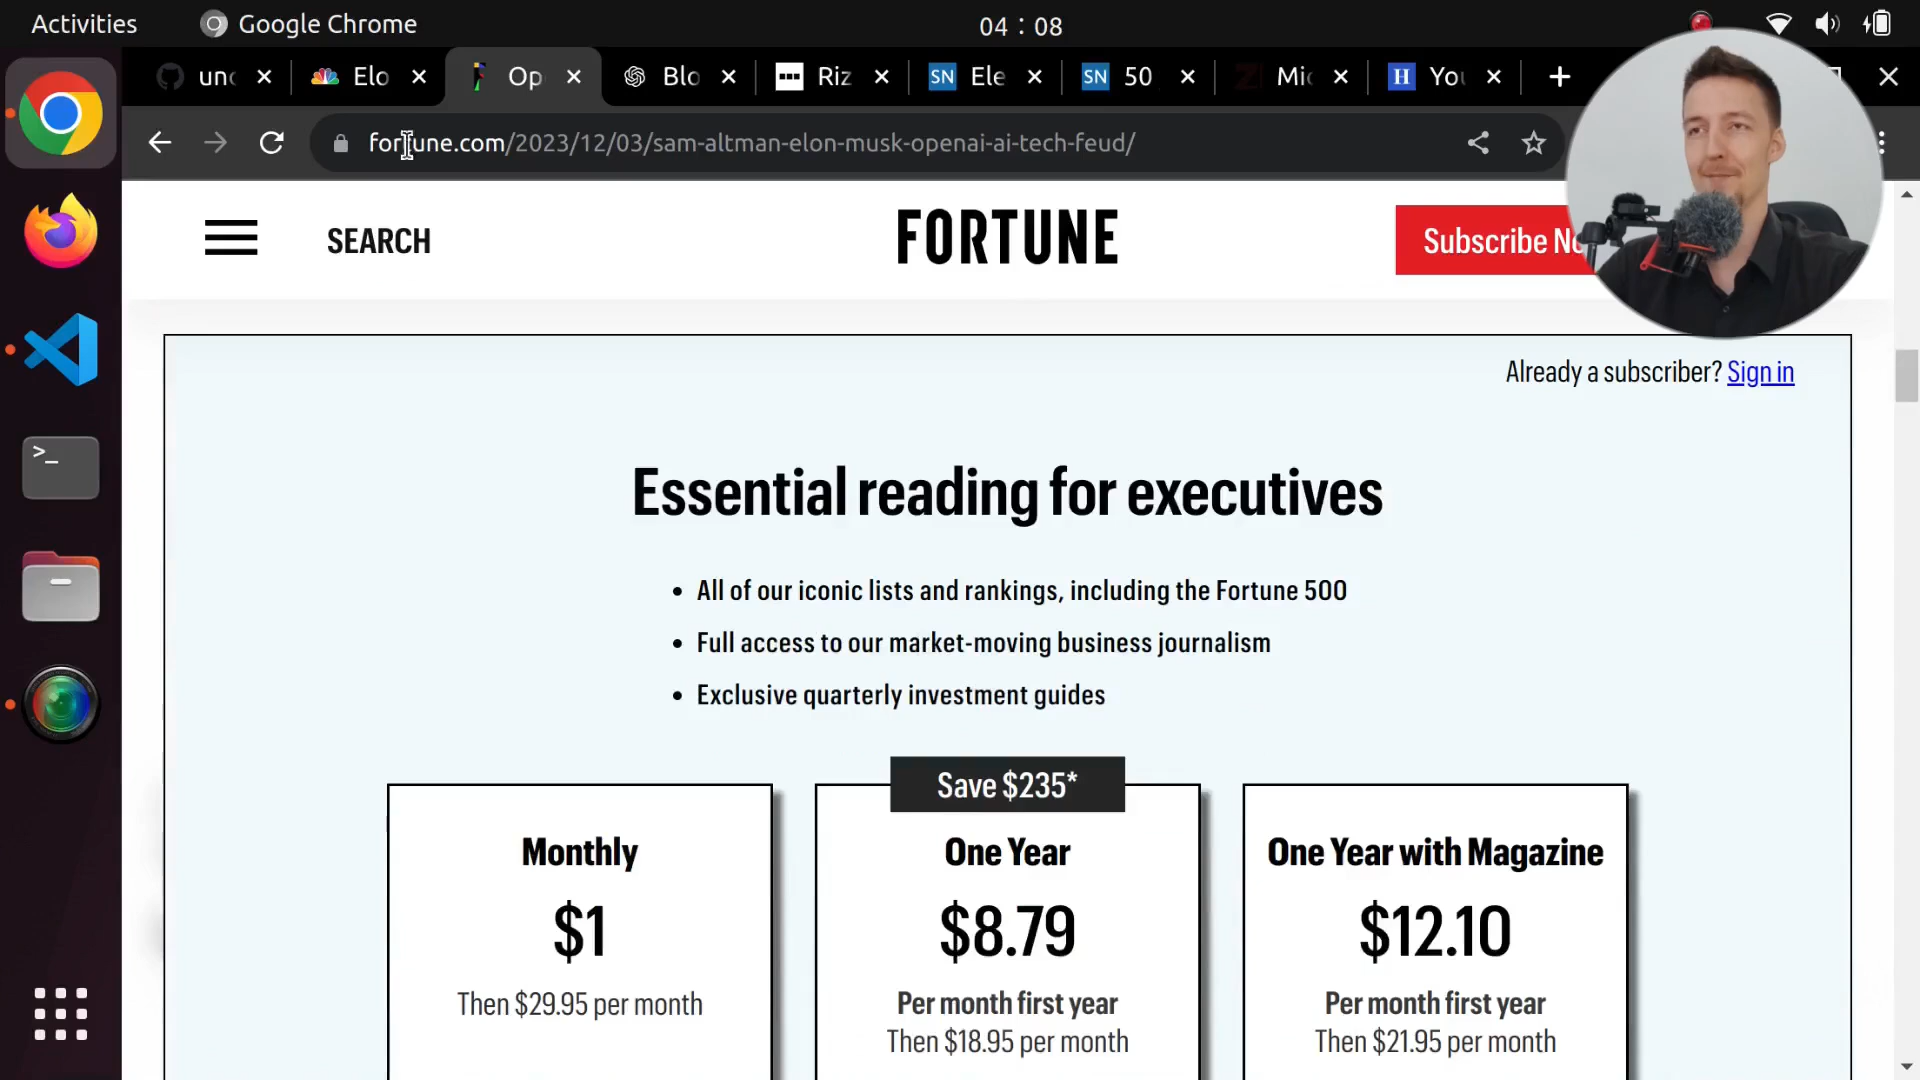 Activities
Google Chrome
04 : 08
Elo
Op
Blo
Riz
SN
Ele
SN
50
H
fortune.com/2023/12/03/sam-altman-elon-musk-openai-ai-tech-feud/
SEARCH
FORTUNE
Subscribe
Already a subscriber? Sign in
Essential reading for executives
• All of our iconic lists and rankings, including the Fortune 500
• Full access to our market-moving business journalism
• Exclusive quarterly investment guides
Save $235*
Monthly
$1
Then $29.95 per month
One Year
$8.79
Per month first year
Then $18.95 per month
One Year with Magazine
$12.10
Per month first year
Then $21.95 per month